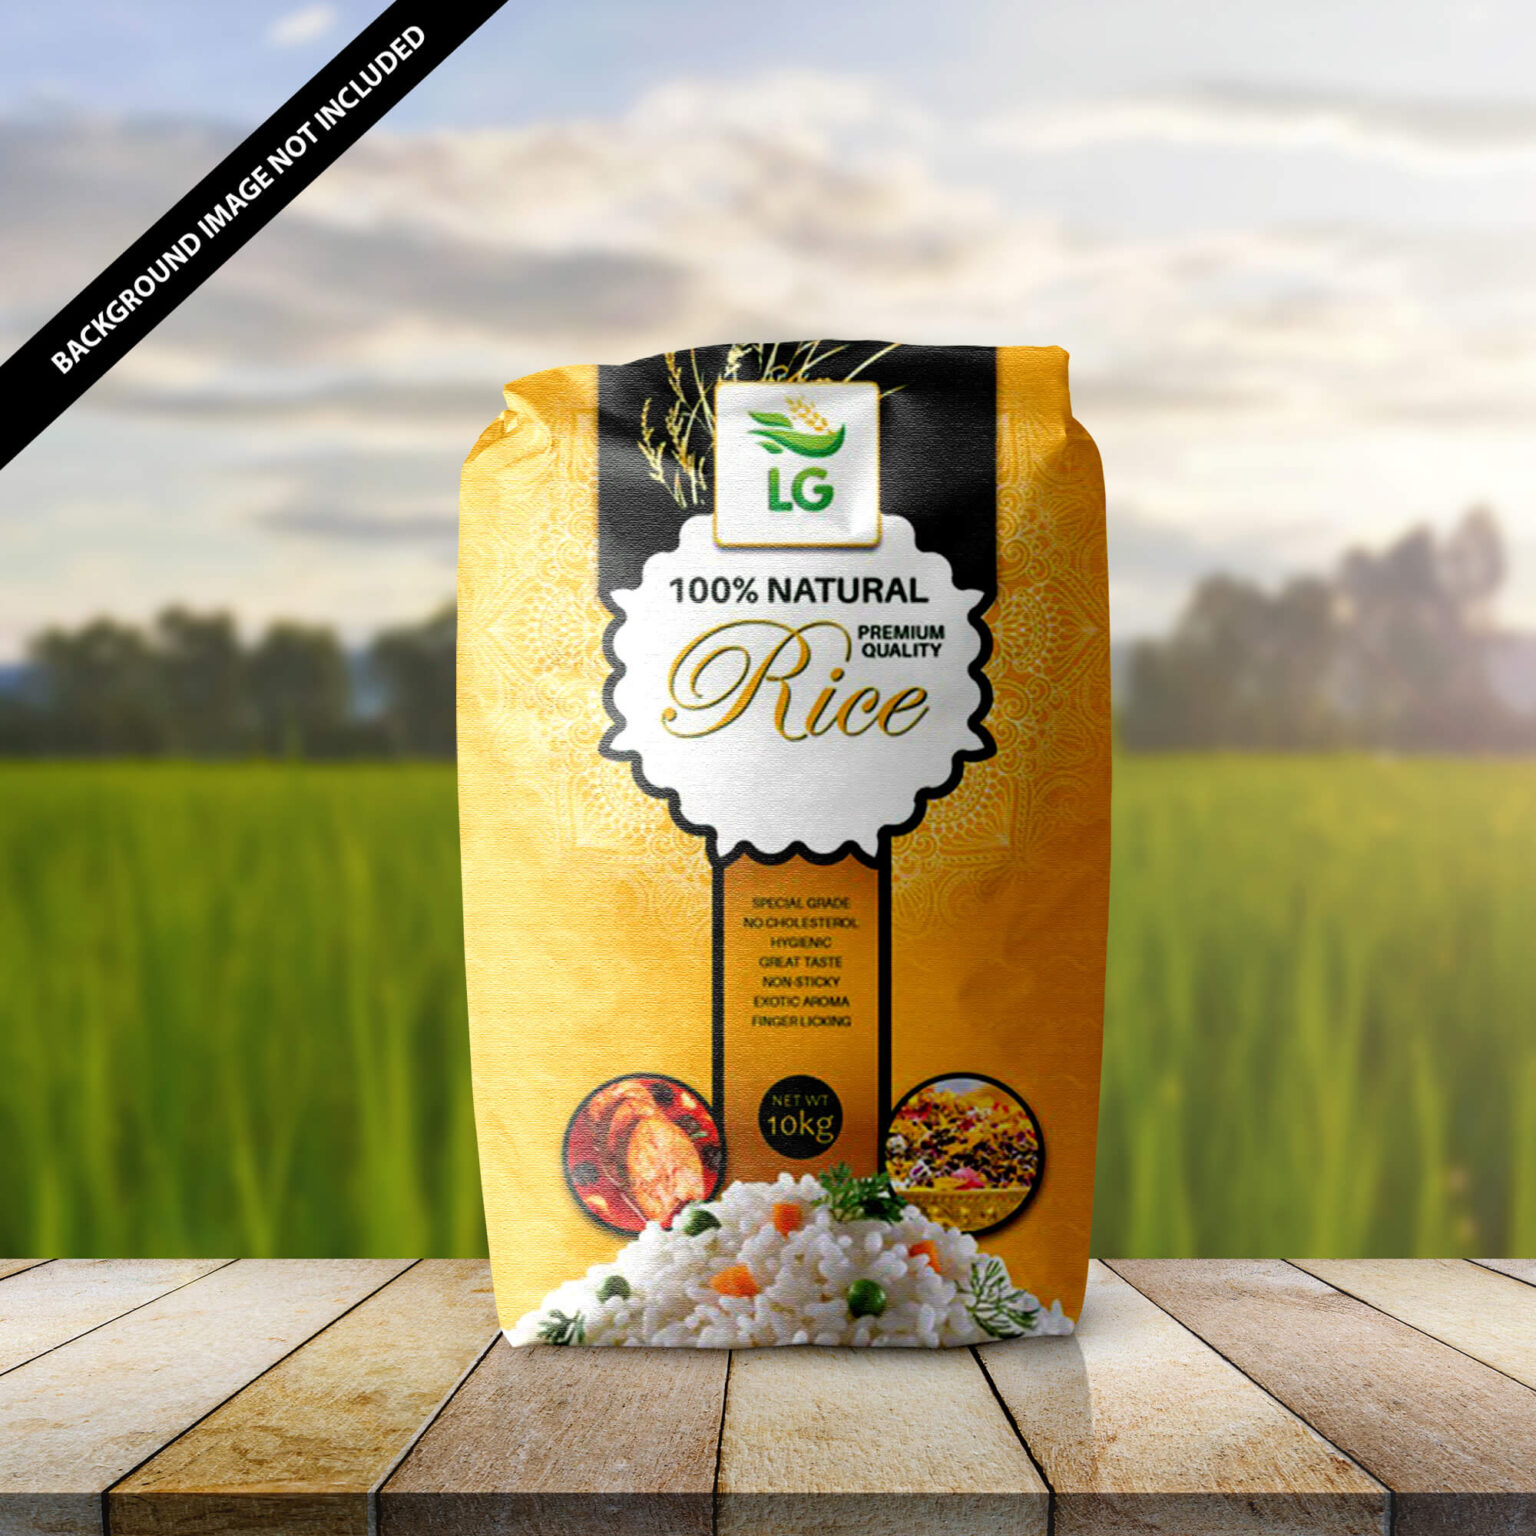 BACKGROUND IMAGE NOT INCLUDED
LG
100% NATURAL
Rice
PREMIUM
QUALITY
SPECIAL GRADE
NO CHOLESTEROL
HYGIENIC
GREAT TASTE
NON-STICKY
EXOTIC AROMA
FINGER LICKING
NET WT
10kg